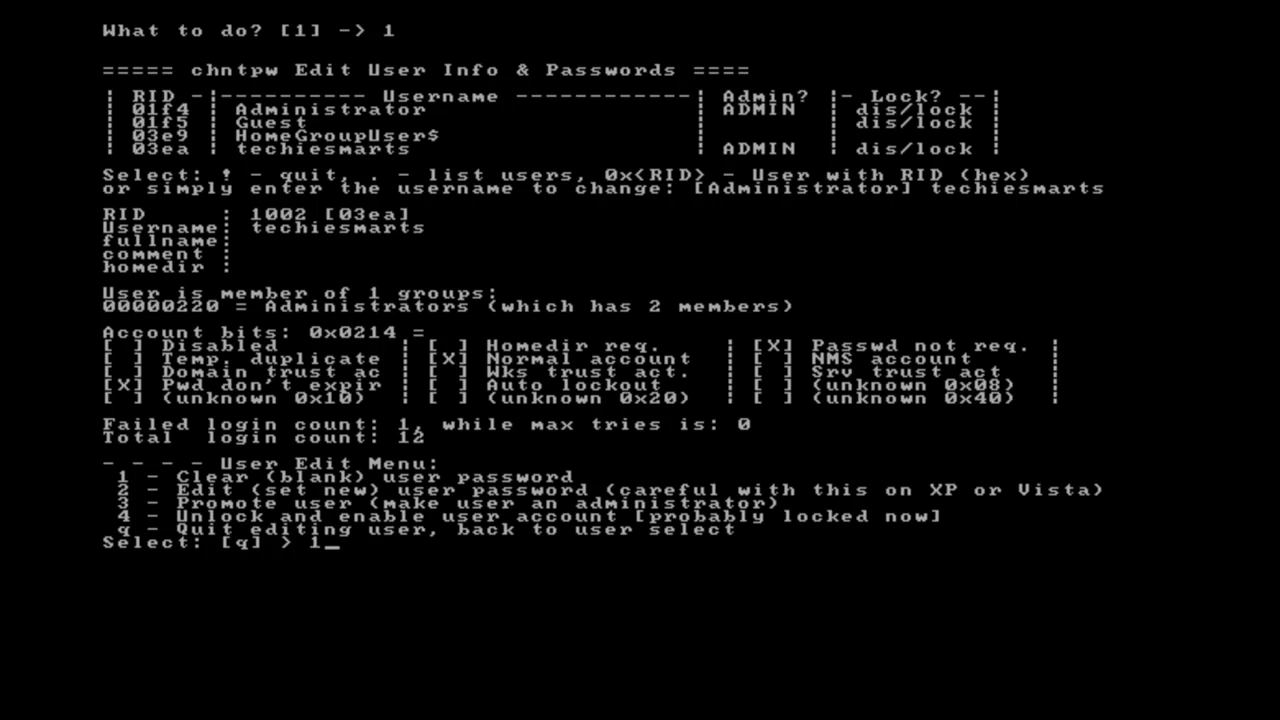 What to do? [1] -> 1
===== chntpw Edit User Info & Passwords ====
| RID -|---------- Username ------------| Admin? |- Lock? --|
| 01f4 | Administrator | ADMIN | dis/lock |
| 01f5 | Guest | | dis/lock |
| 03e9 | HomeGroupUser$ | | |
| 03ea | techiesmarts | ADMIN | dis/lock |
Select: ! - quit, . - list users, 0x<RID> - User with RID (hex)
or simply enter the username to change: [Administrator] techiesmarts
RID : 1002 [03ea]
Username: techiesmarts
fullname:
comment :
homedir :
User is member of 1 groups:
00000220 = Administrators (which has 2 members)
Account bits: 0x0214 =
[ ] Disabled | [ ] Homedir req. | [X] Passwd not req. |
[ ] Temp. duplicate | [X] Normal account | [ ] NMS account |
[ ] Domain trust ac | [ ] Wks trust act. | [ ] Srv trust act |
[X] Pwd don't expir | [ ] Auto lockout | [ ] (unknown 0x08) |
[ ] (unknown 0x10) | [ ] (unknown 0x20) | [ ] (unknown 0x40) |
Failed login count: 1, while max tries is: 0
Total login count: 12
- - - - User Edit Menu:
1 - Clear (blank) user password
2 - Edit (set new) user password (careful with this on XP or Vista)
3 - Promote user (make user an administrator)
4 - Unlock and enable user account [probably locked now]
q - Quit editing user, back to user select
Select: [q] > 1_